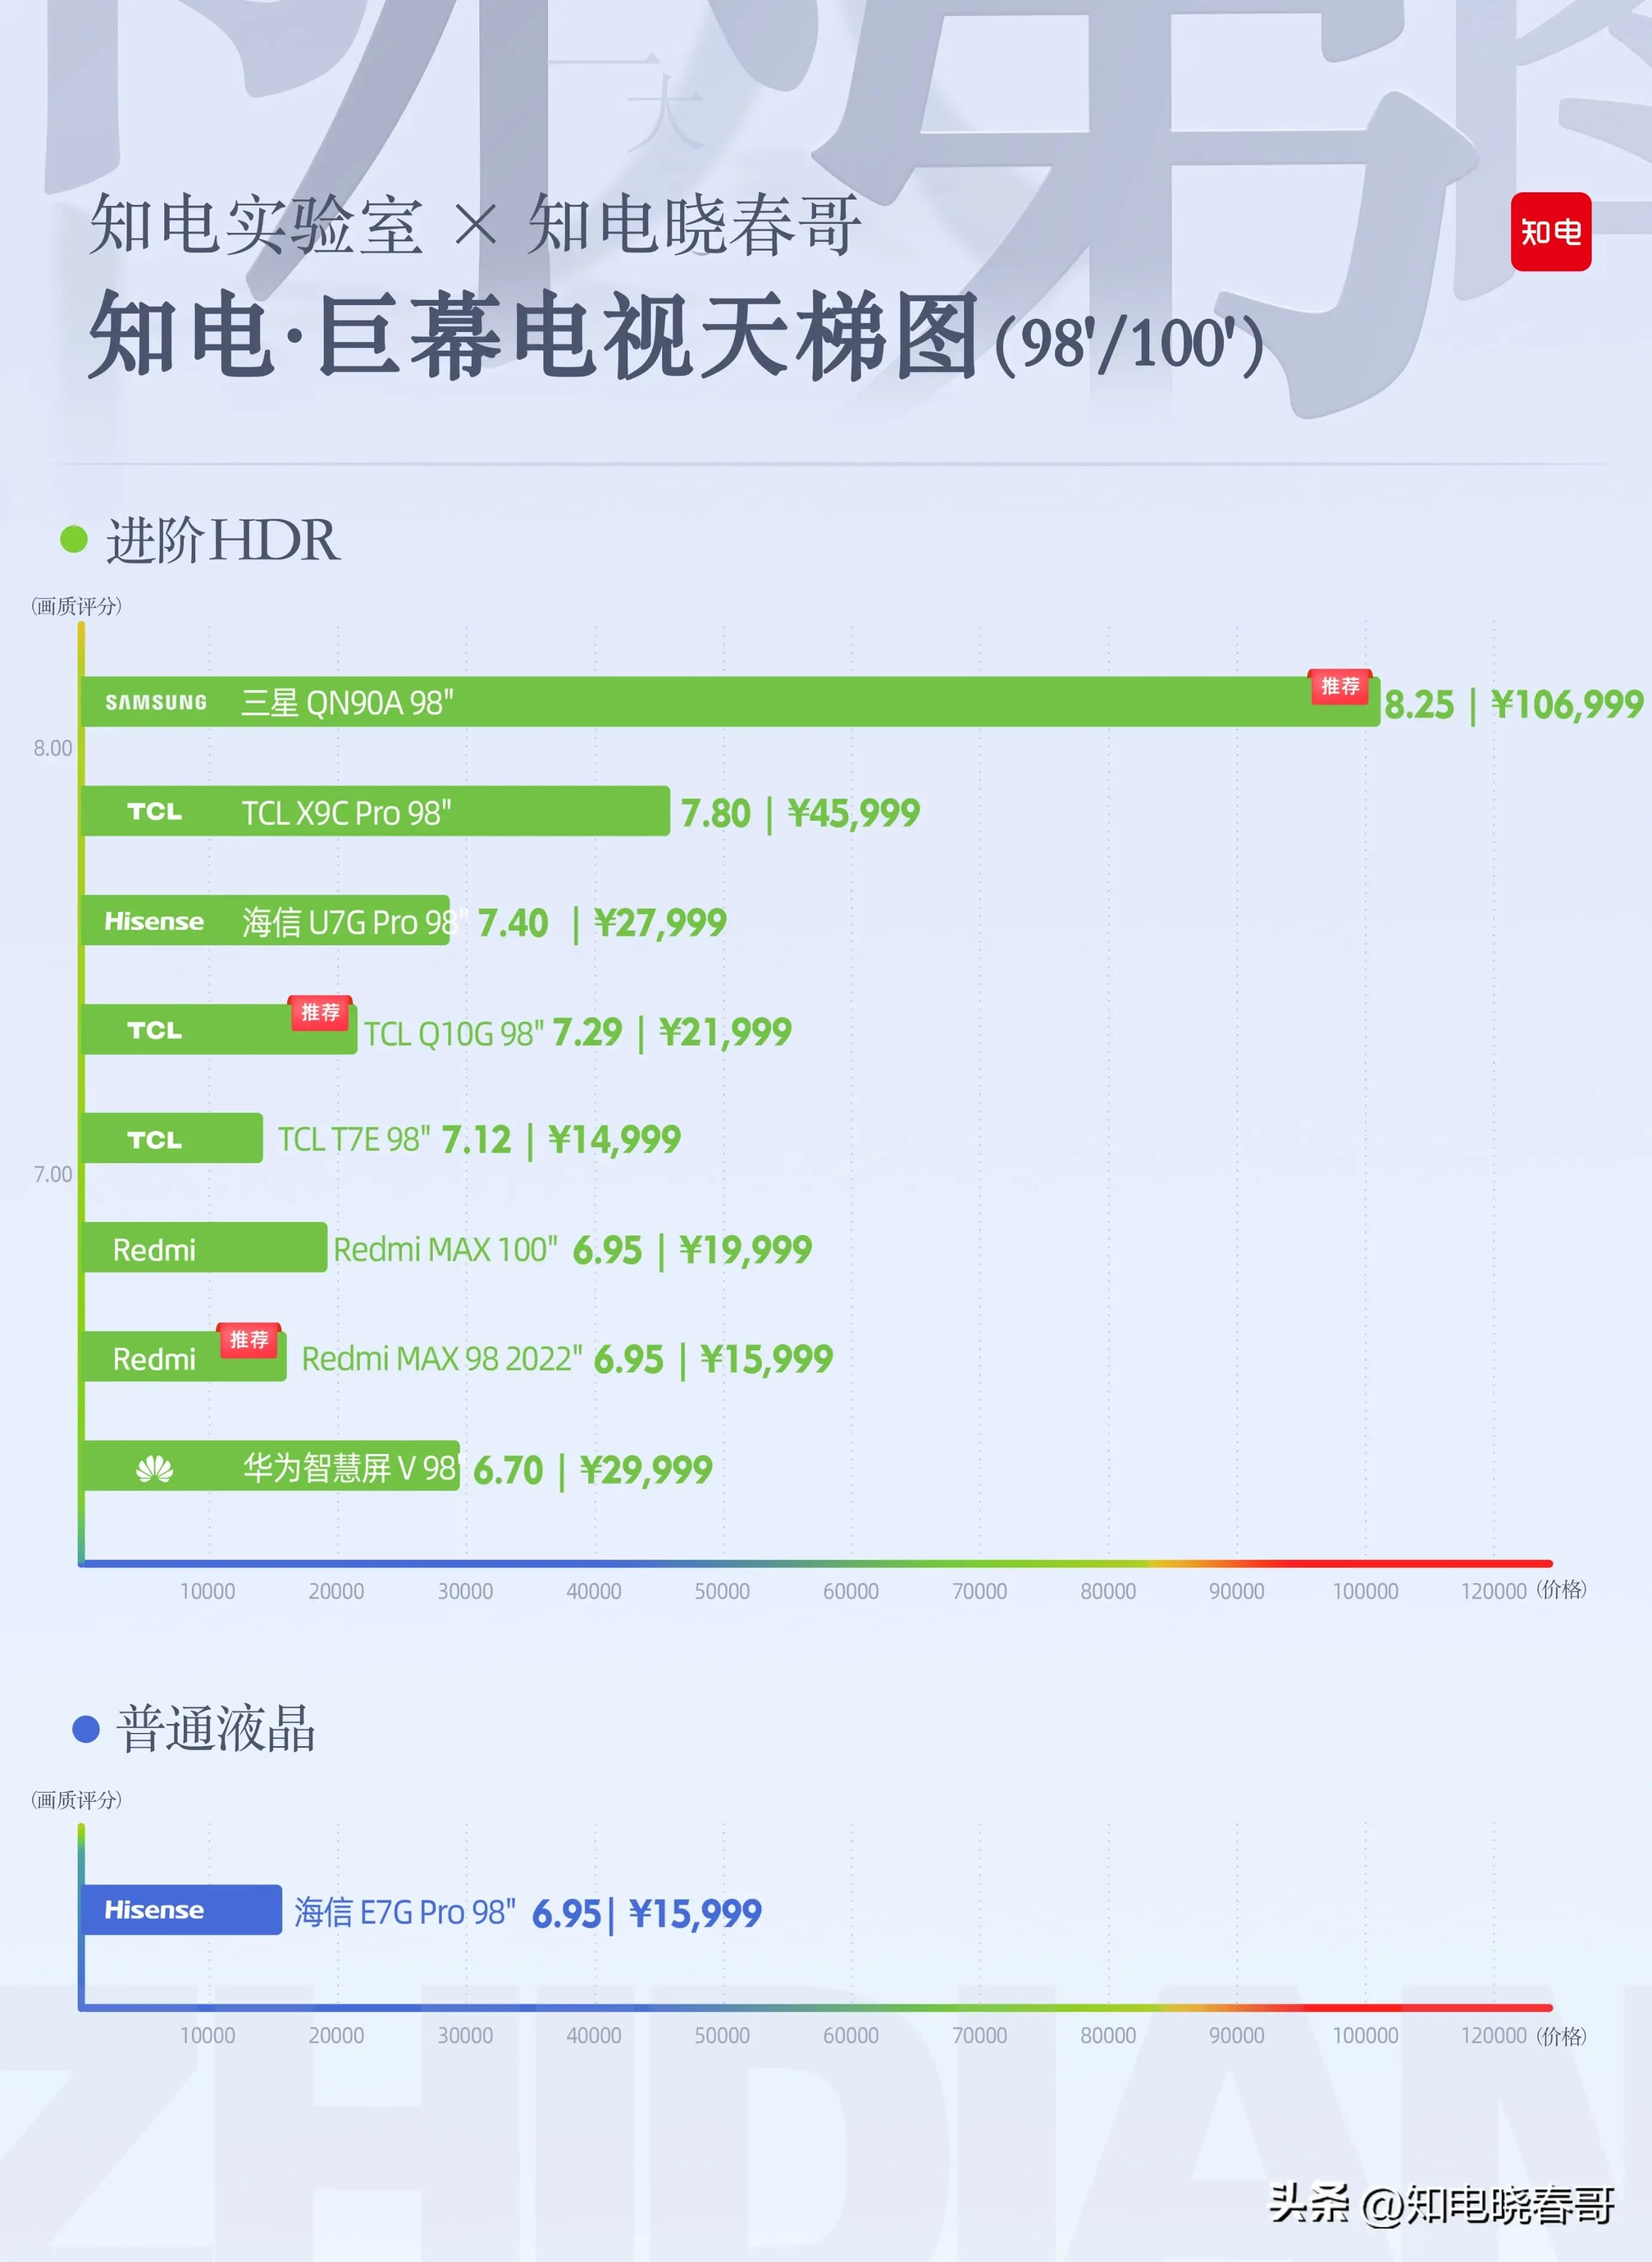 知电实验室 × 知电晓春哥
知电
知电·巨幕电视天梯图(98'/100')
进阶HDR
(画质评分)
推荐
SAMSUNG 三星 QN90A 98" 8.25 | ¥106,999
8.00
TCL TCL X9C Pro 98" 7.80 | ¥45,999
Hisense 海信 U7G Pro 98" 7.40 | ¥27,999
推荐
TCL TCL Q10G 98" 7.29 | ¥21,999
TCL TCL T7E 98" 7.12 | ¥14,999
7.00
Redmi Redmi MAX 100" 6.95 | ¥19,999
推荐
Redmi Redmi MAX 98 2022" 6.95 | ¥15,999
华为智慧屏 V 98" 6.70 | ¥29,999
10000 20000 30000 40000 50000 60000 70000 80000 90000 100000 120000 (价格)
普通液晶
(画质评分)
Hisense 海信 E7G Pro 98" 6.95 | ¥15,999
10000 20000 30000 40000 50000 60000 70000 80000 90000 100000 120000 (价格)
ZHIDIAN
头条 @知电晓春哥